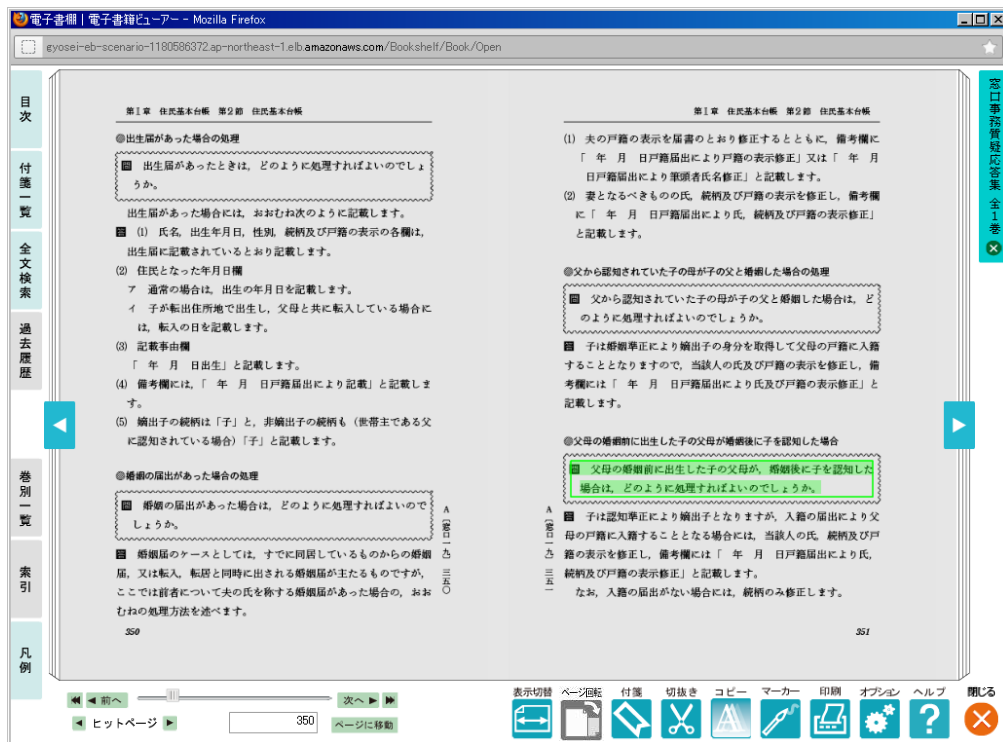 電子書棚 | 電子書籍ビューアー - Mozilla Firefox
gyosei-eb-scenario-1180586372.ap-northeast-1.elb.amazonaws.com/Bookshelf/Book/Open
目次
付箋一覧
全文検索
過去履歴
巻別一覧
索引
凡例
第Ⅰ章 住民基本台帳 第2節 住民基本台帳
◎出生届があった場合の処理
問 出生届があったときは、どのように処理すればよいのでしょ
うか。
出生届があった場合には、おおむね次のように記載します。
答 (1) 氏名、出生年月日、性別、続柄及び戸籍の表示の各欄は、
出生届に記載されているとおり記載します。
(2) 住民となった年月日欄
ア 通常の場合は、出生の年月日を記載します。
イ 子が転出住所地で出生し、父母と共に転入している場合に
は、転入の日を記載します。
(3) 記載事由欄
「 年 月 日出生」と記載します。
(4) 備考欄には、「 年 月 日戸籍届出により記載」と記載しま
す。
(5) 嫡出子の続柄は「子」と、非嫡出子の続柄も（世帯主である父
に認知されている場合）「子」と記載します。
◎婚姻の届出があった場合の処理
問 婚姻の届出があった場合は、どのように処理すればよいので
しょうか。
答 婚姻届のケースとしては、すでに同居しているものからの婚姻
届、又は転入、転居と同時に出される婚姻届が主たるものですが、
ここでは前者について夫の氏を称する婚姻届があった場合の、おお
むねの処理方法を述べます。
350
A〔窓口一九〕 三五〇
第Ⅰ章 住民基本台帳 第2節 住民基本台帳
(1) 夫の戸籍の表示を届書のとおり修正するとともに、備考欄に
「 年 月 日戸籍届出により戸籍の表示修正」又は「 年 月
日戸籍届出により筆頭者氏名修正」と記載します。
(2) 妻となるべきものの氏、続柄及び戸籍の表示を修正し、備考欄
に「 年 月 日戸籍届出により氏、続柄及び戸籍の表示修正」
と記載します。
◎父から認知されていた子の母が子の父と婚姻した場合の処理
問 父から認知されていた子の母が子の父と婚姻した場合は、ど
のように処理すればよいのでしょうか。
答 子は婚姻準正により嫡出子の身分を取得して父母の戸籍に入籍
することとなりますので、当該人の氏及び戸籍の表示を修正し、備
考欄には「 年 月 日戸籍届出により氏及び戸籍の表示修正」と
記載します。
◎父母の婚姻前に出生した子の父母が婚姻後に子を認知した場合
問 父母の婚姻前に出生した子の父母が、婚姻後に子を認知した
場合は、どのように処理すればよいのでしょうか。
答 子は認知準正により嫡出子となりますが、入籍の届出により父
母の戸籍に入籍することとなる場合には、当該人の氏、続柄及び戸
籍の表示を修正し、備考欄には「 年 月 日戸籍届出により氏、
続柄及び戸籍の表示修正」と記載します。
なお、入籍の届出がない場合には、続柄のみ修正します。
351
A〔窓口一九〕 三五一
窓口事務質疑応答集 全1巻
前へ
次へ
ヒットページ
350
ページに移動
表示切替
ページ回転
付箋
切抜き
コピー
マーカー
印刷
オプション
ヘルプ
閉じる